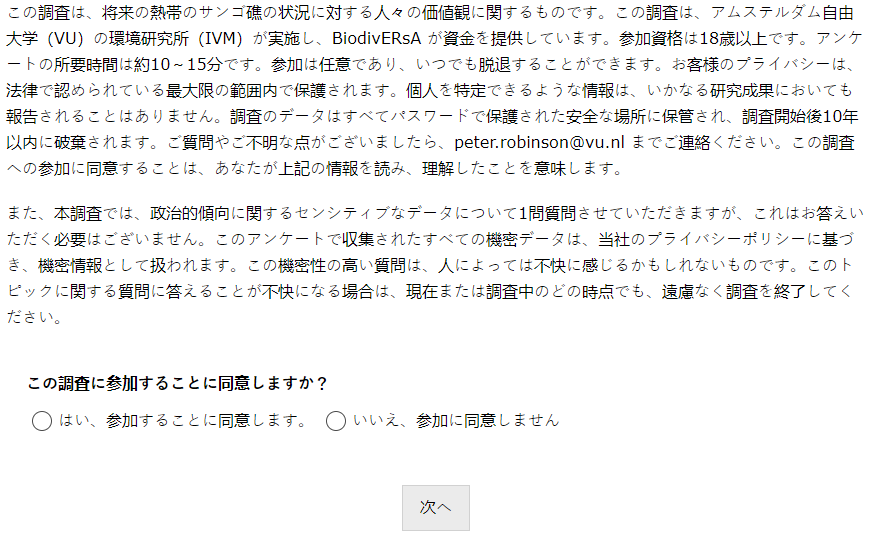 この調査は、将来の熱帯のサンゴ礁の状況に対する人々の価値観に関するものです。この調査は、アムステルダム自由
大学（VU）の環境研究所（IVM）が実施し、BiodivERsA が資金を提供しています。参加資格は18歳以上です。アンケ
ートの所要時間は約10～15分です。参加は任意であり、いつでも脱退することができます。お客様のプライバシーは、
法律で認められている最大限の範囲内で保護されます。個人を特定できるような情報は、いかなる研究成果においても
報告されることはありません。調査のデータはすべてパスワードで保護された安全な場所に保管され、調査開始後10年
以内に破棄されます。ご質問やご不明な点がございましたら、peter.robinson@vu.nl までご連絡ください。この調査
への参加に同意することは、あなたが上記の情報を読み、理解したことを意味します。
また、本調査では、政治的傾向に関するセンシティブなデータについて1問質問させていただきますが、これはお答えい
ただく必要はございません。このアンケートで収集されたすべての機密データは、当社のプライバシーポリシーに基づ
き、機密情報として扱われます。この機密性の高い質問は、人によっては不快に感じるかもしれないものです。このト
ピックに関する質問に答えることが不快になる場合は、現在または調査中のどの時点でも、遠慮なく調査を終了してく
ださい。
この調査に参加することに同意しますか？
はい、参加することに同意します。 いいえ、参加に同意しません
次へ